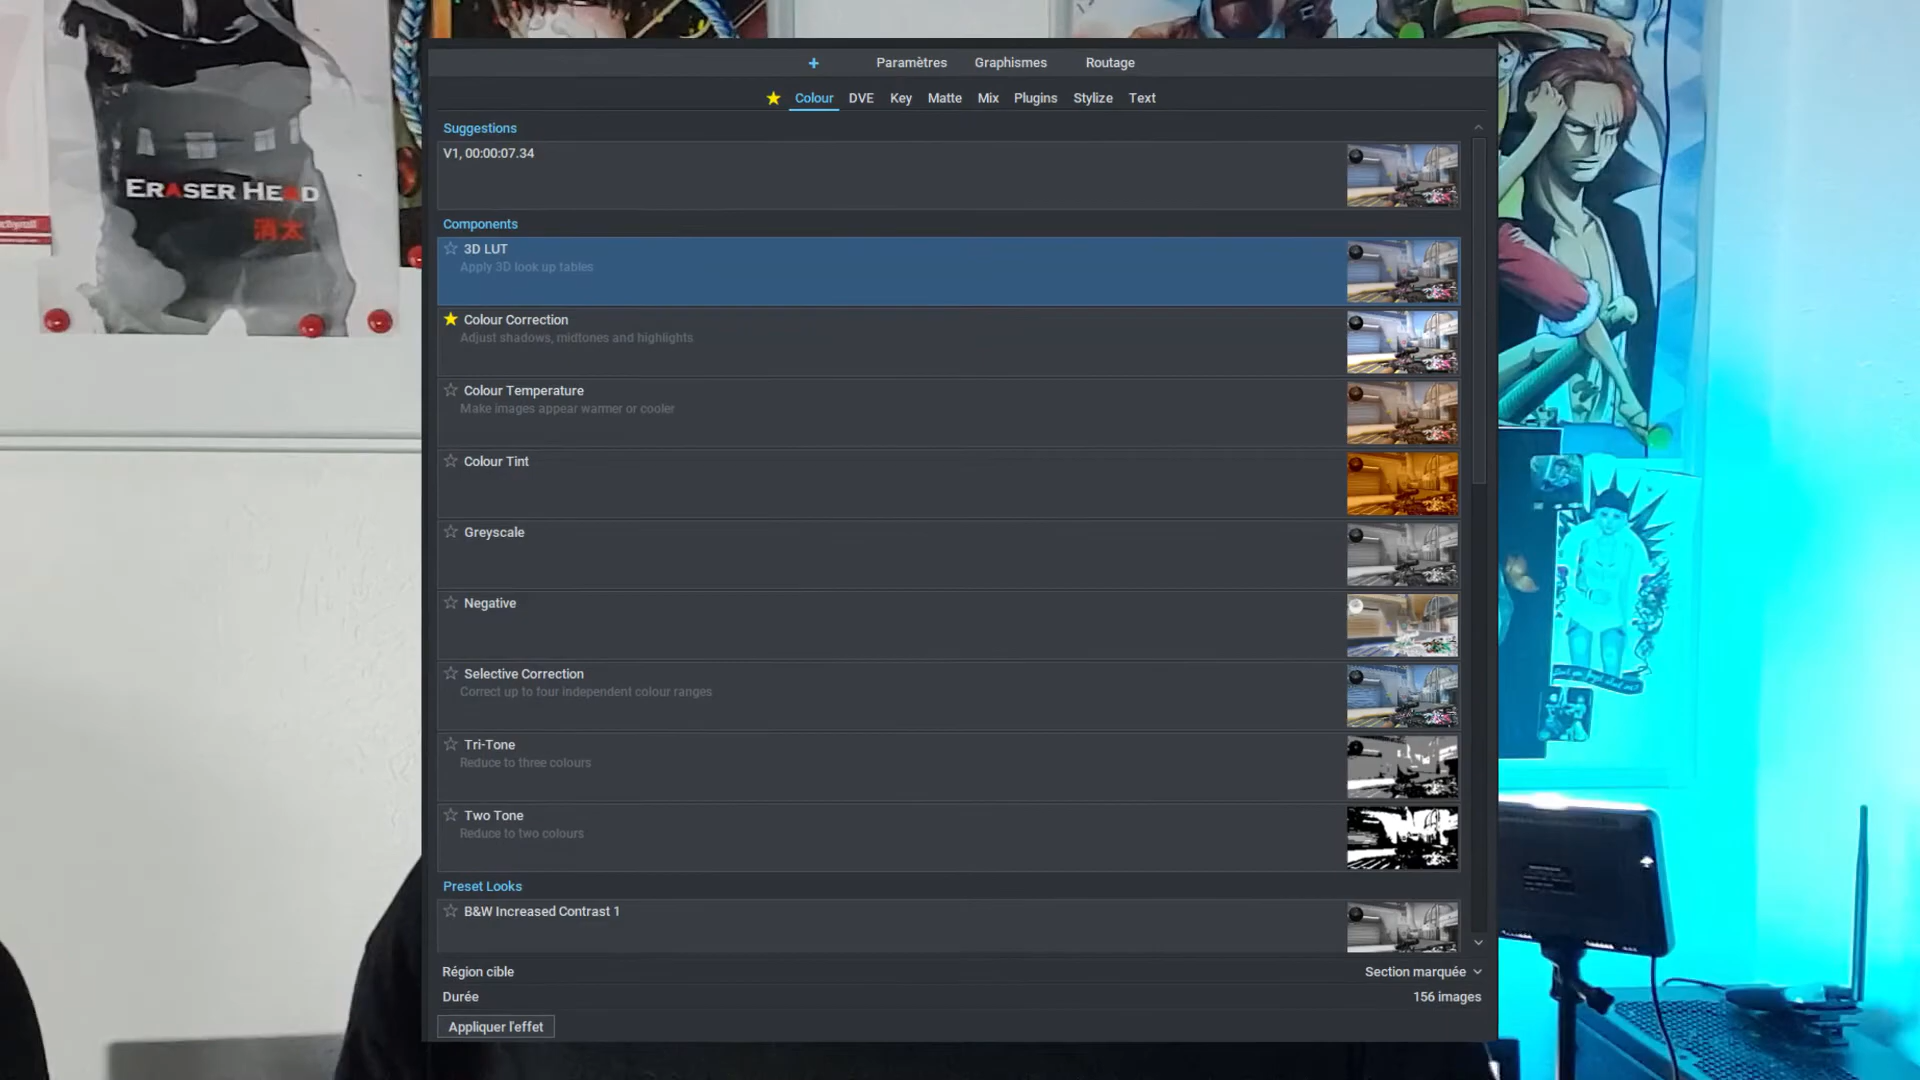 + Paramètres Graphismes Routage
Colour DVE Key Matte Mix Plugins Stylize Text
Suggestions
V1, 00:00:07.34
Components
3D LUT
Apply 3D look up tables
Colour Correction
Adjust shadows, midtones and highlights
Colour Temperature
Make images appear warmer or cooler
Colour Tint
Greyscale
Negative
Selective Correction
Correct up to four independent colour ranges
Tri-Tone
Reduce to three colours
Two Tone
Reduce to two colours
Preset Looks
B&W Increased Contrast 1
Région cible Section marquée
Durée 156 images
Appliquer l'effet
ERASER HEAD
消太